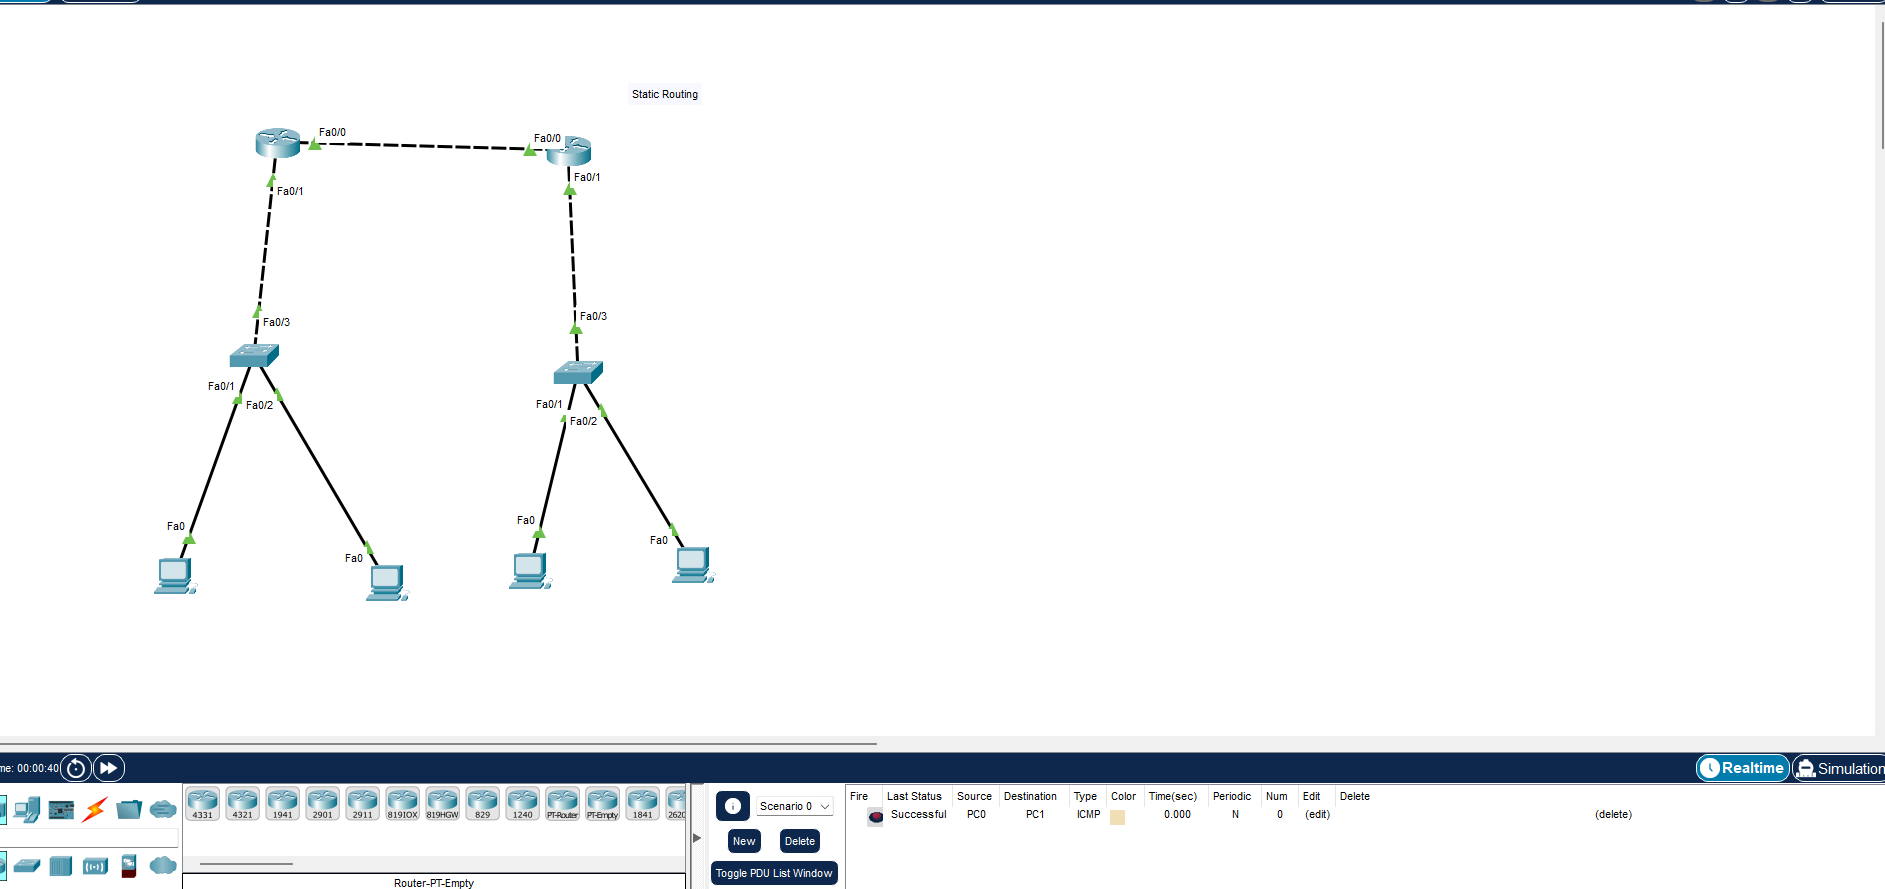 Static Routing
Fa0/0
Fa0/0
Fa0/1
Fa0/1
Fa0/3
Fa0/3
Fa0/1
Fa0/2
Fa0/1
Fa0/2
Fa0
Fa0
Fa0
Fa0
me: 00:00:40
Realtime
Simulation
4331
4321
1941
2901
2911
819IOX
819HGW
829
1240
PT-Router
PT-Empty
1841
2620
Router-PT-Empty
Scenario 0
New
Delete
Toggle PDU List Window
Fire Last Status Source Destination Type Color Time(sec) Periodic Num Edit Delete
Successful PC0 PC1 ICMP 0.000 N 0 (edit) (delete)